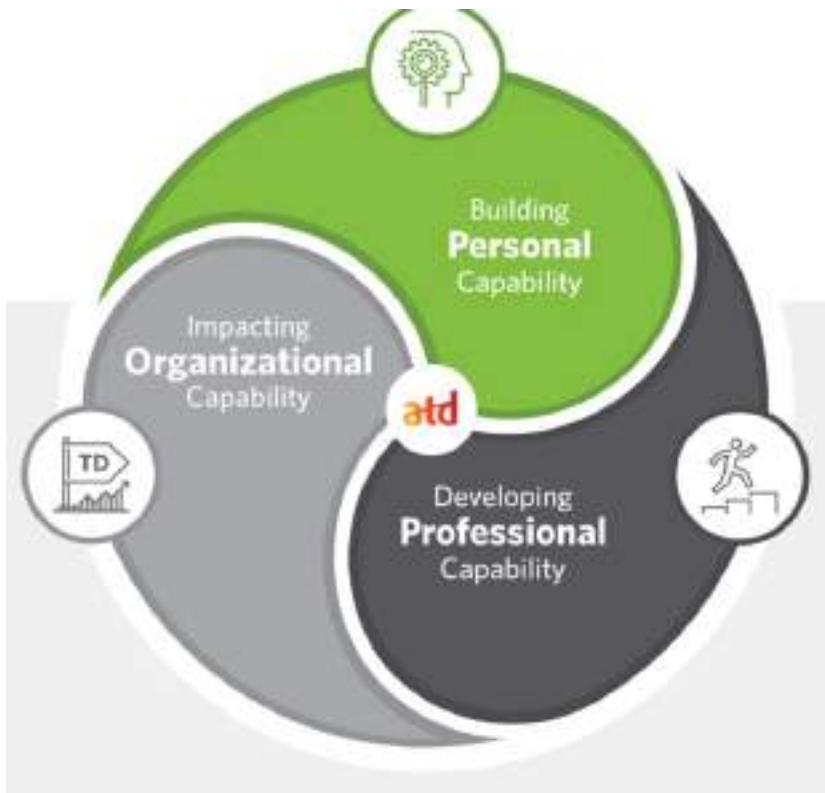 Building
Personal
Capability
Impacting
Organizational
Capability
atd
TD
Developing
Professional
Capability